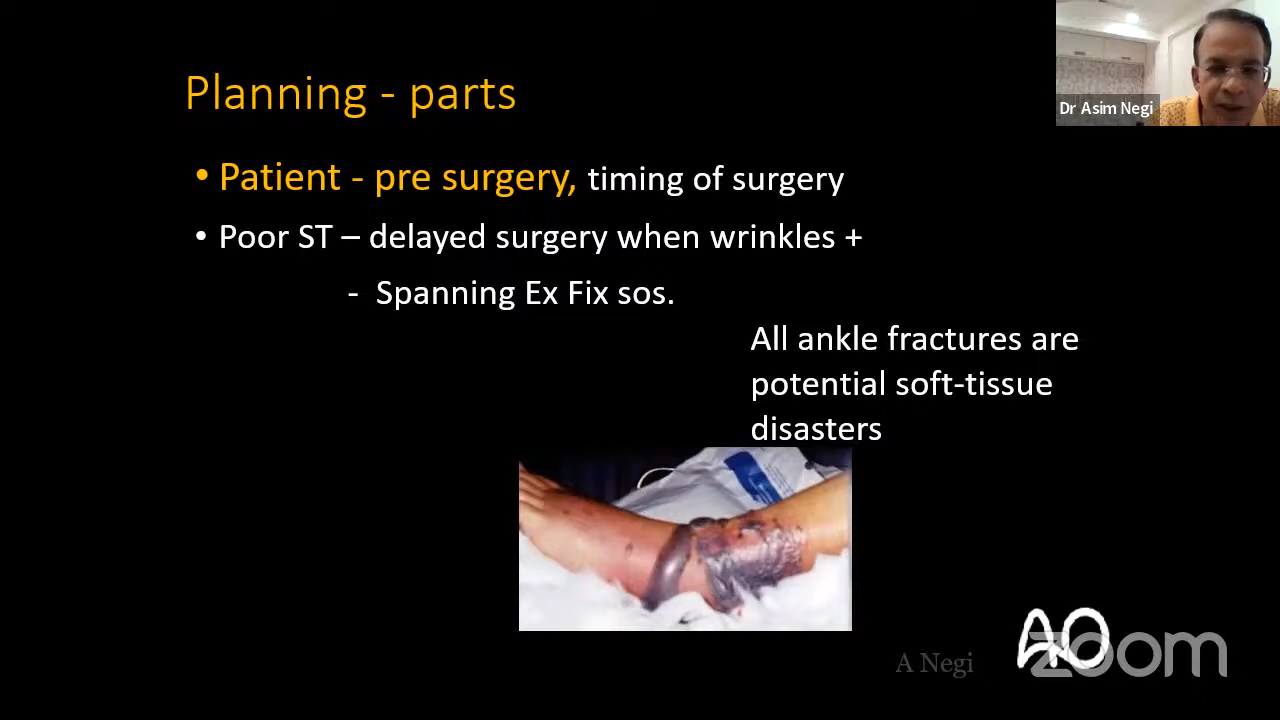 Dr Asim Negi
Planning - parts
• Patient - pre surgery, timing of surgery
• Poor ST – delayed surgery when wrinkles +
- Spanning Ex Fix sos.
All ankle fractures are
potential soft-tissue
disasters
A Negi
AO
zoom